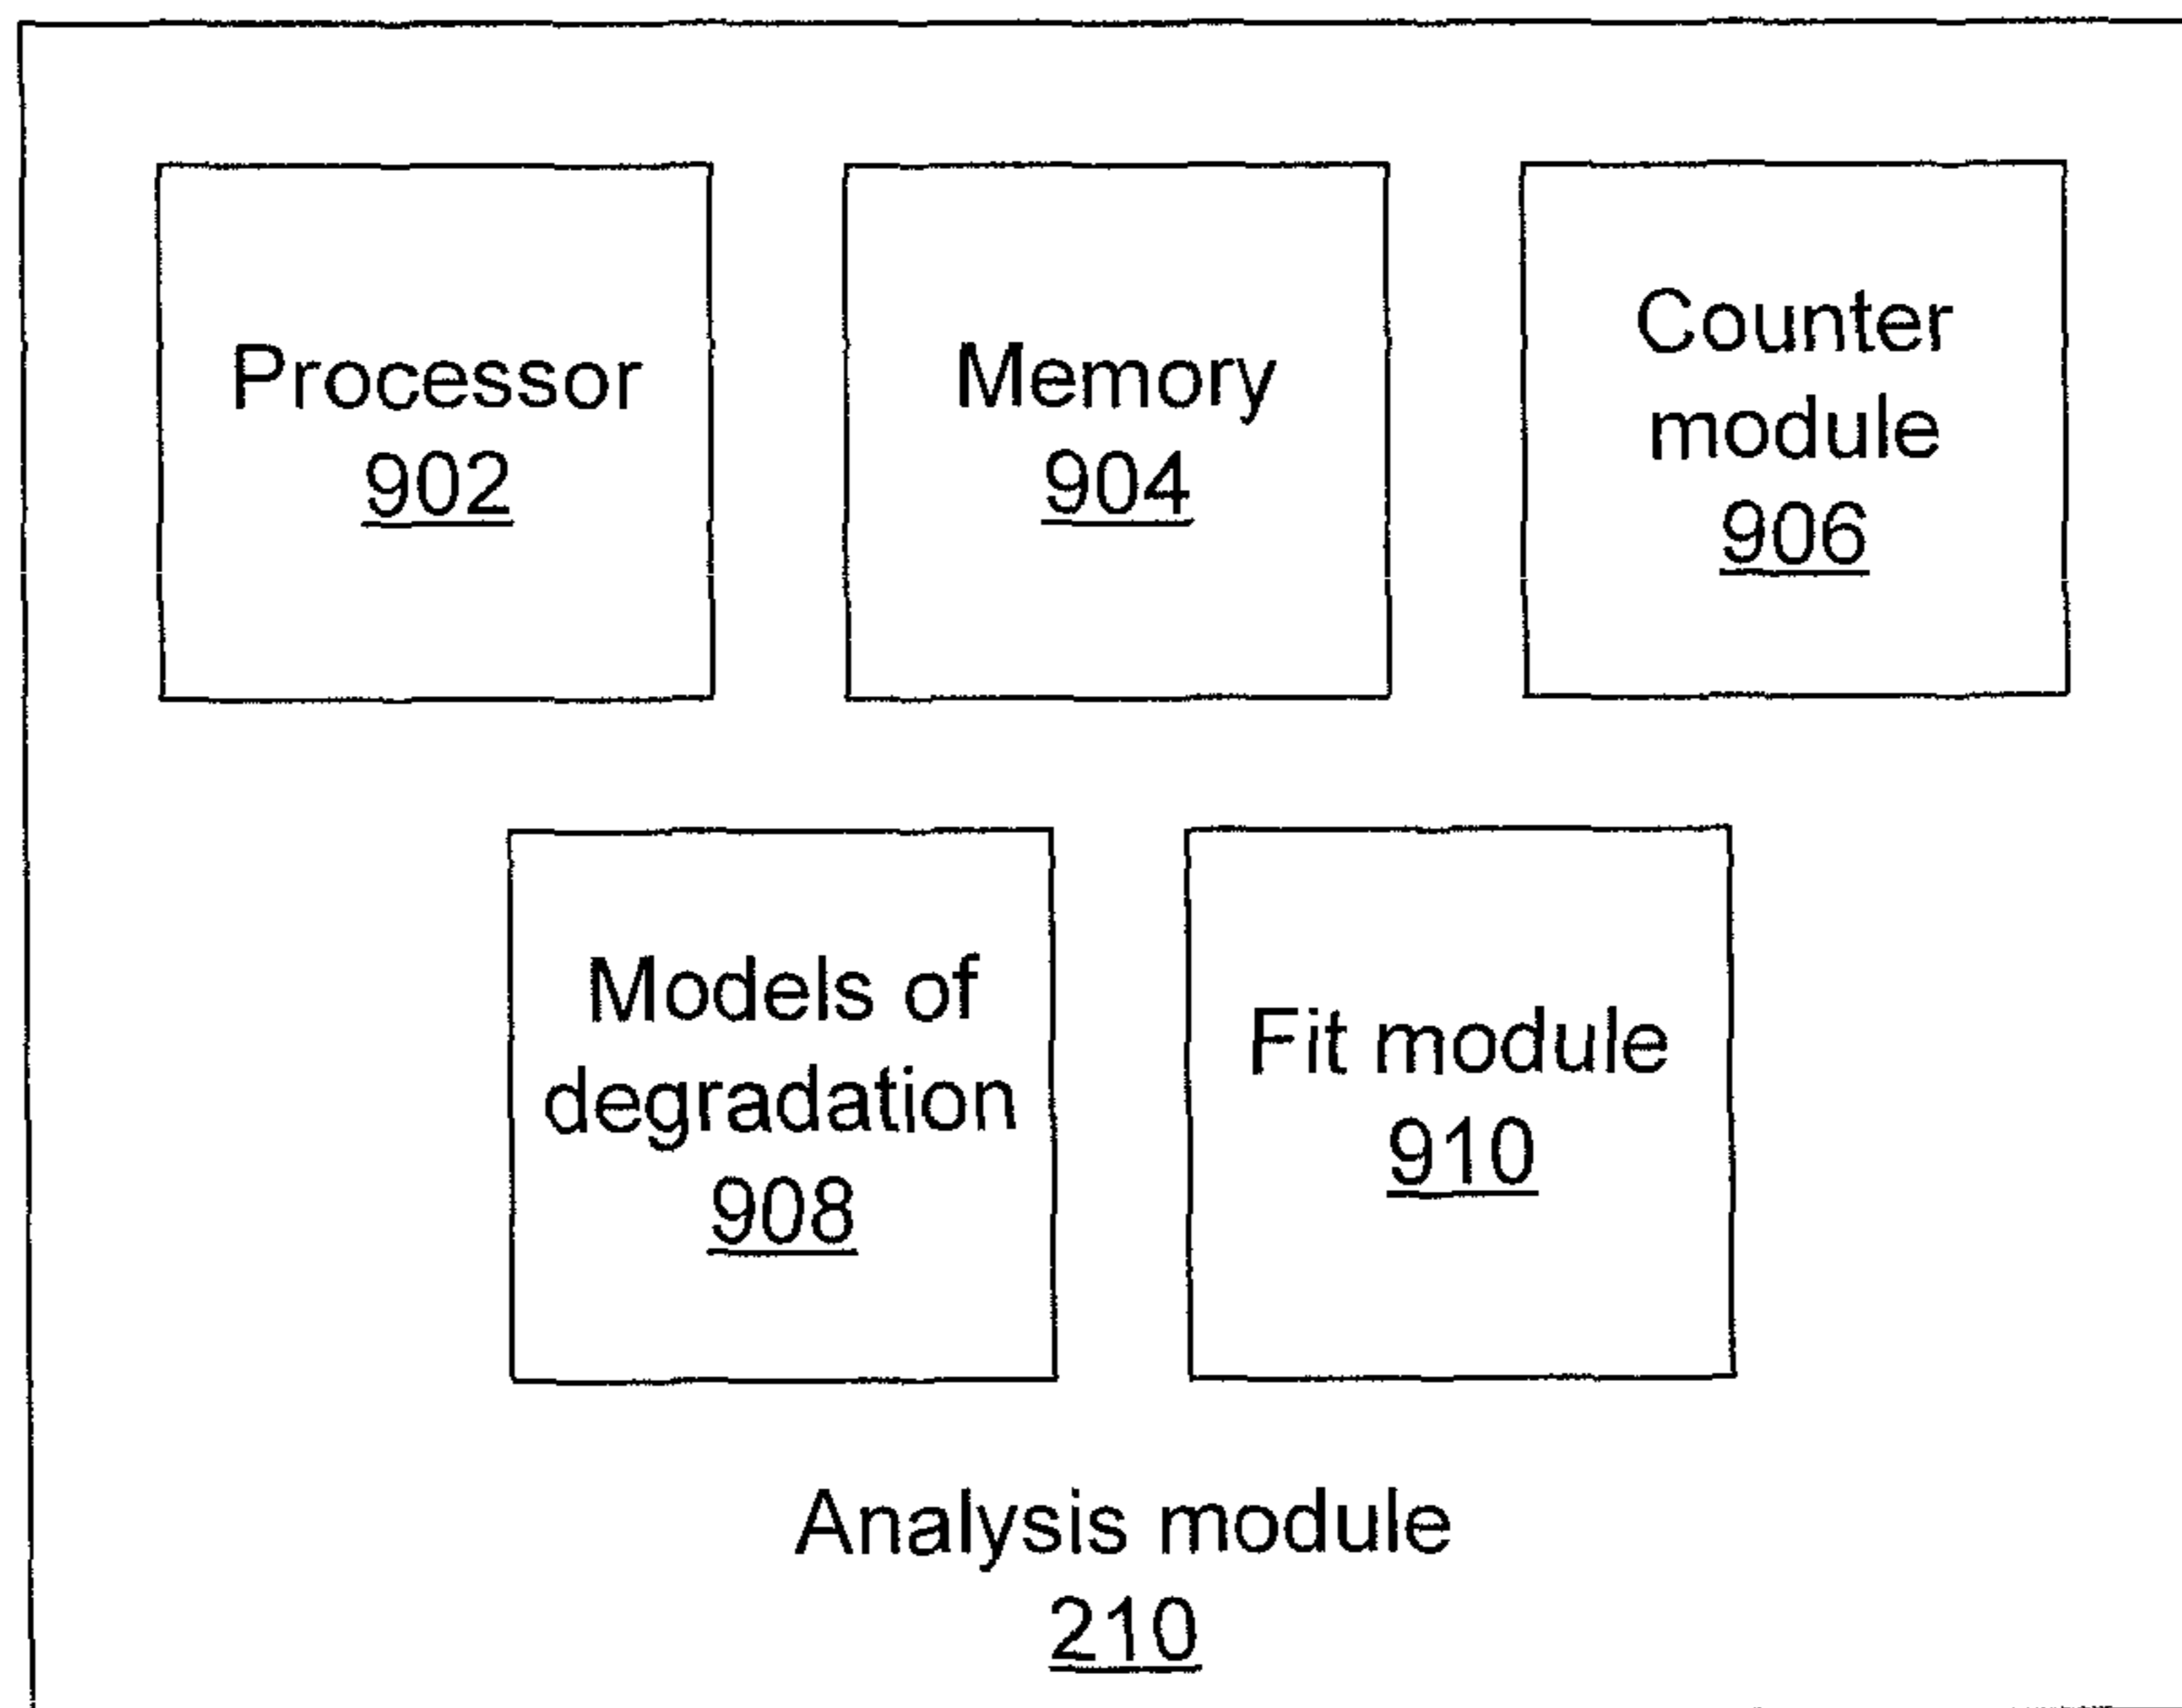 Processor
902
Memory
904
Counter
module
906
Models of
degradation
908
Fit module
910
Analysis module
210